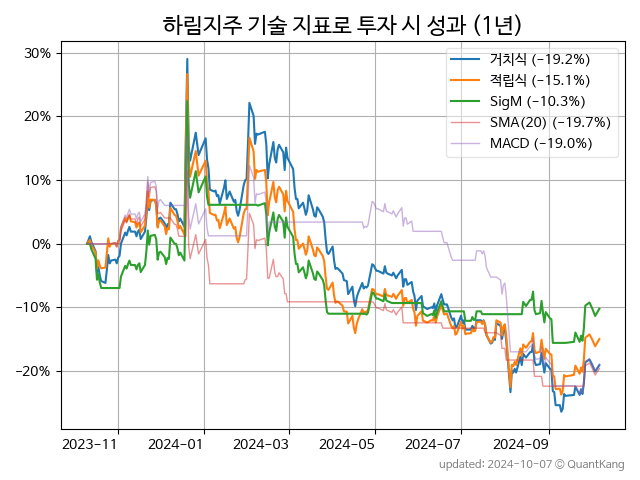 하림지주 기술 지표로 투자 시 성과 (1년)
30%
20%
10%
0%
−10%
−20%
거치식 (−19.2%)
적립식 (−15.1%)
SigM (−10.3%)
SMA(20) (−19.7%)
MACD (−19.0%)
2023−11
2024−01
2024−03
2024−05
2024−07
2024−09
updated: 2024-10-07 © QuantKang